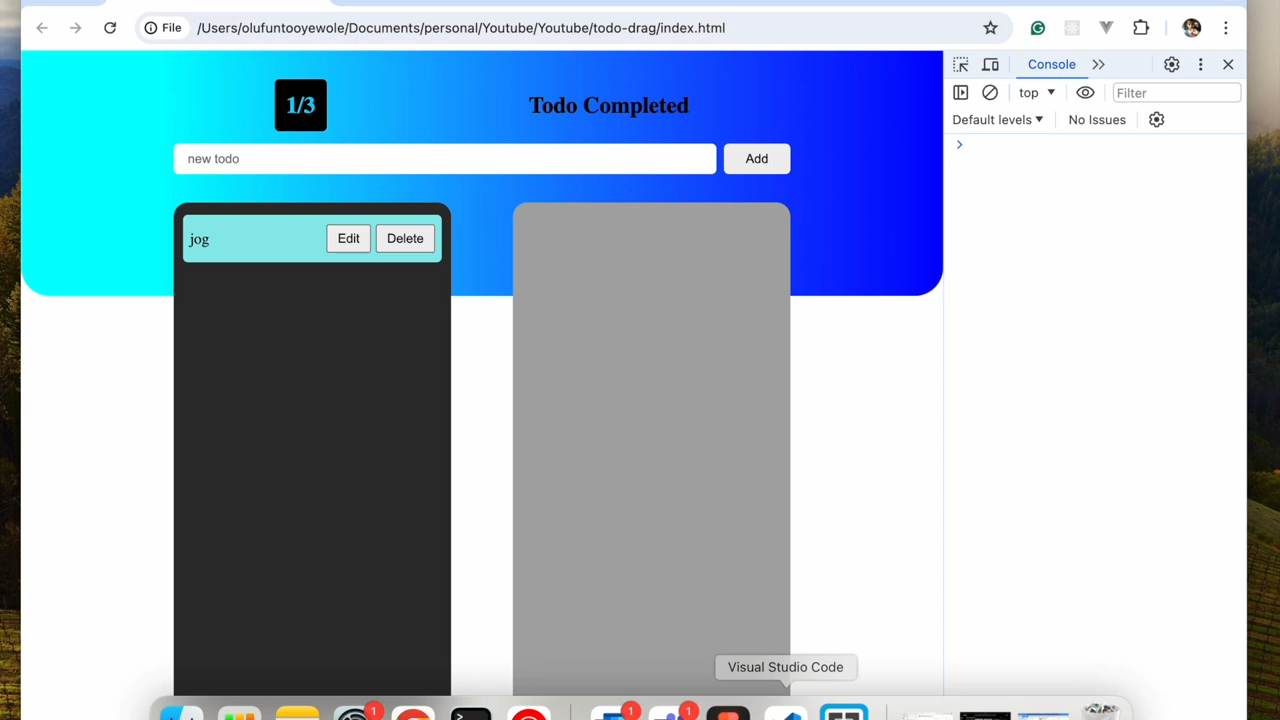 File /Users/olufuntooyewole/Documents/personal/Youtube/Youtube/todo-drag/index.html
Console
top
Filter
Default levels
No Issues
1/3
Todo Completed
new todo
Add
jog
Edit
Delete
Visual Studio Code
1
1
1